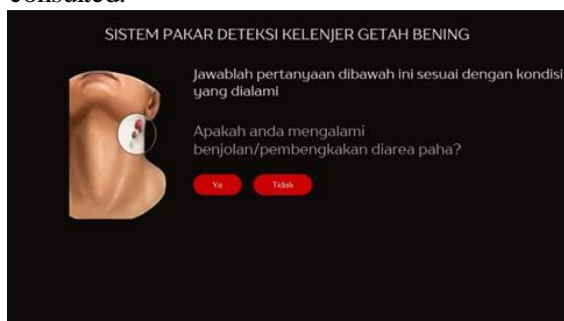 SISTEM PAKAR DETEKSI KELENJER GETAH BENING
Jawablah pertanyaan dibawah ini sesuai dengan kondisi
yang dialami
Apakah anda mengalami
benjolan/pembengkakan diarea paha?
Ya
Tidak